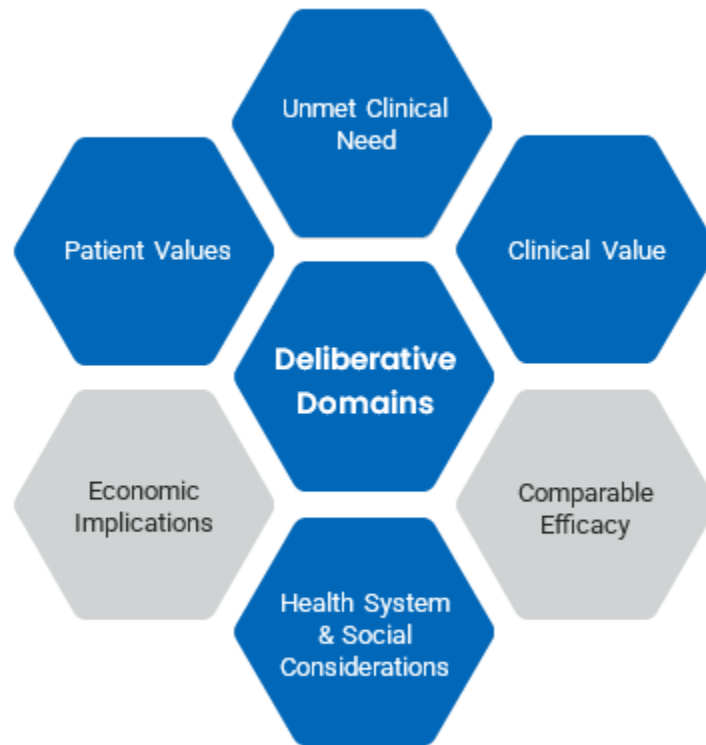 Unmet Clinical
Need
Patient Values
Clinical Value
Deliberative
Domains
Economic
Implications
Comparable
Efficacy
Health System
& Social
Considerations